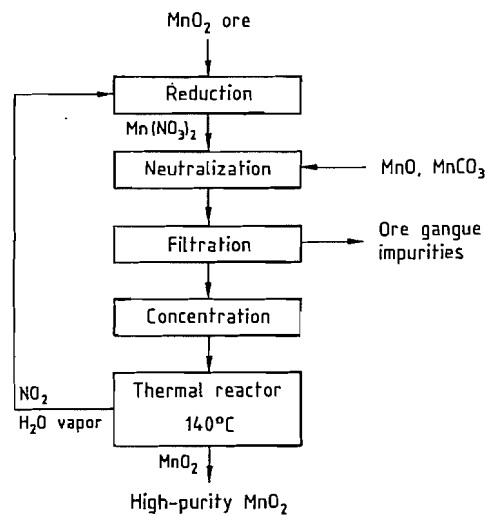 MnO₂ ore
Reduction
Mn(NO₃)₂
Neutralization
MnO, MnCO₃
Filtration
Ore gangue
impurities
Concentration
Thermal reactor
140°C
NO₂
H₂O vapor
MnO₂
High-purity MnO₂